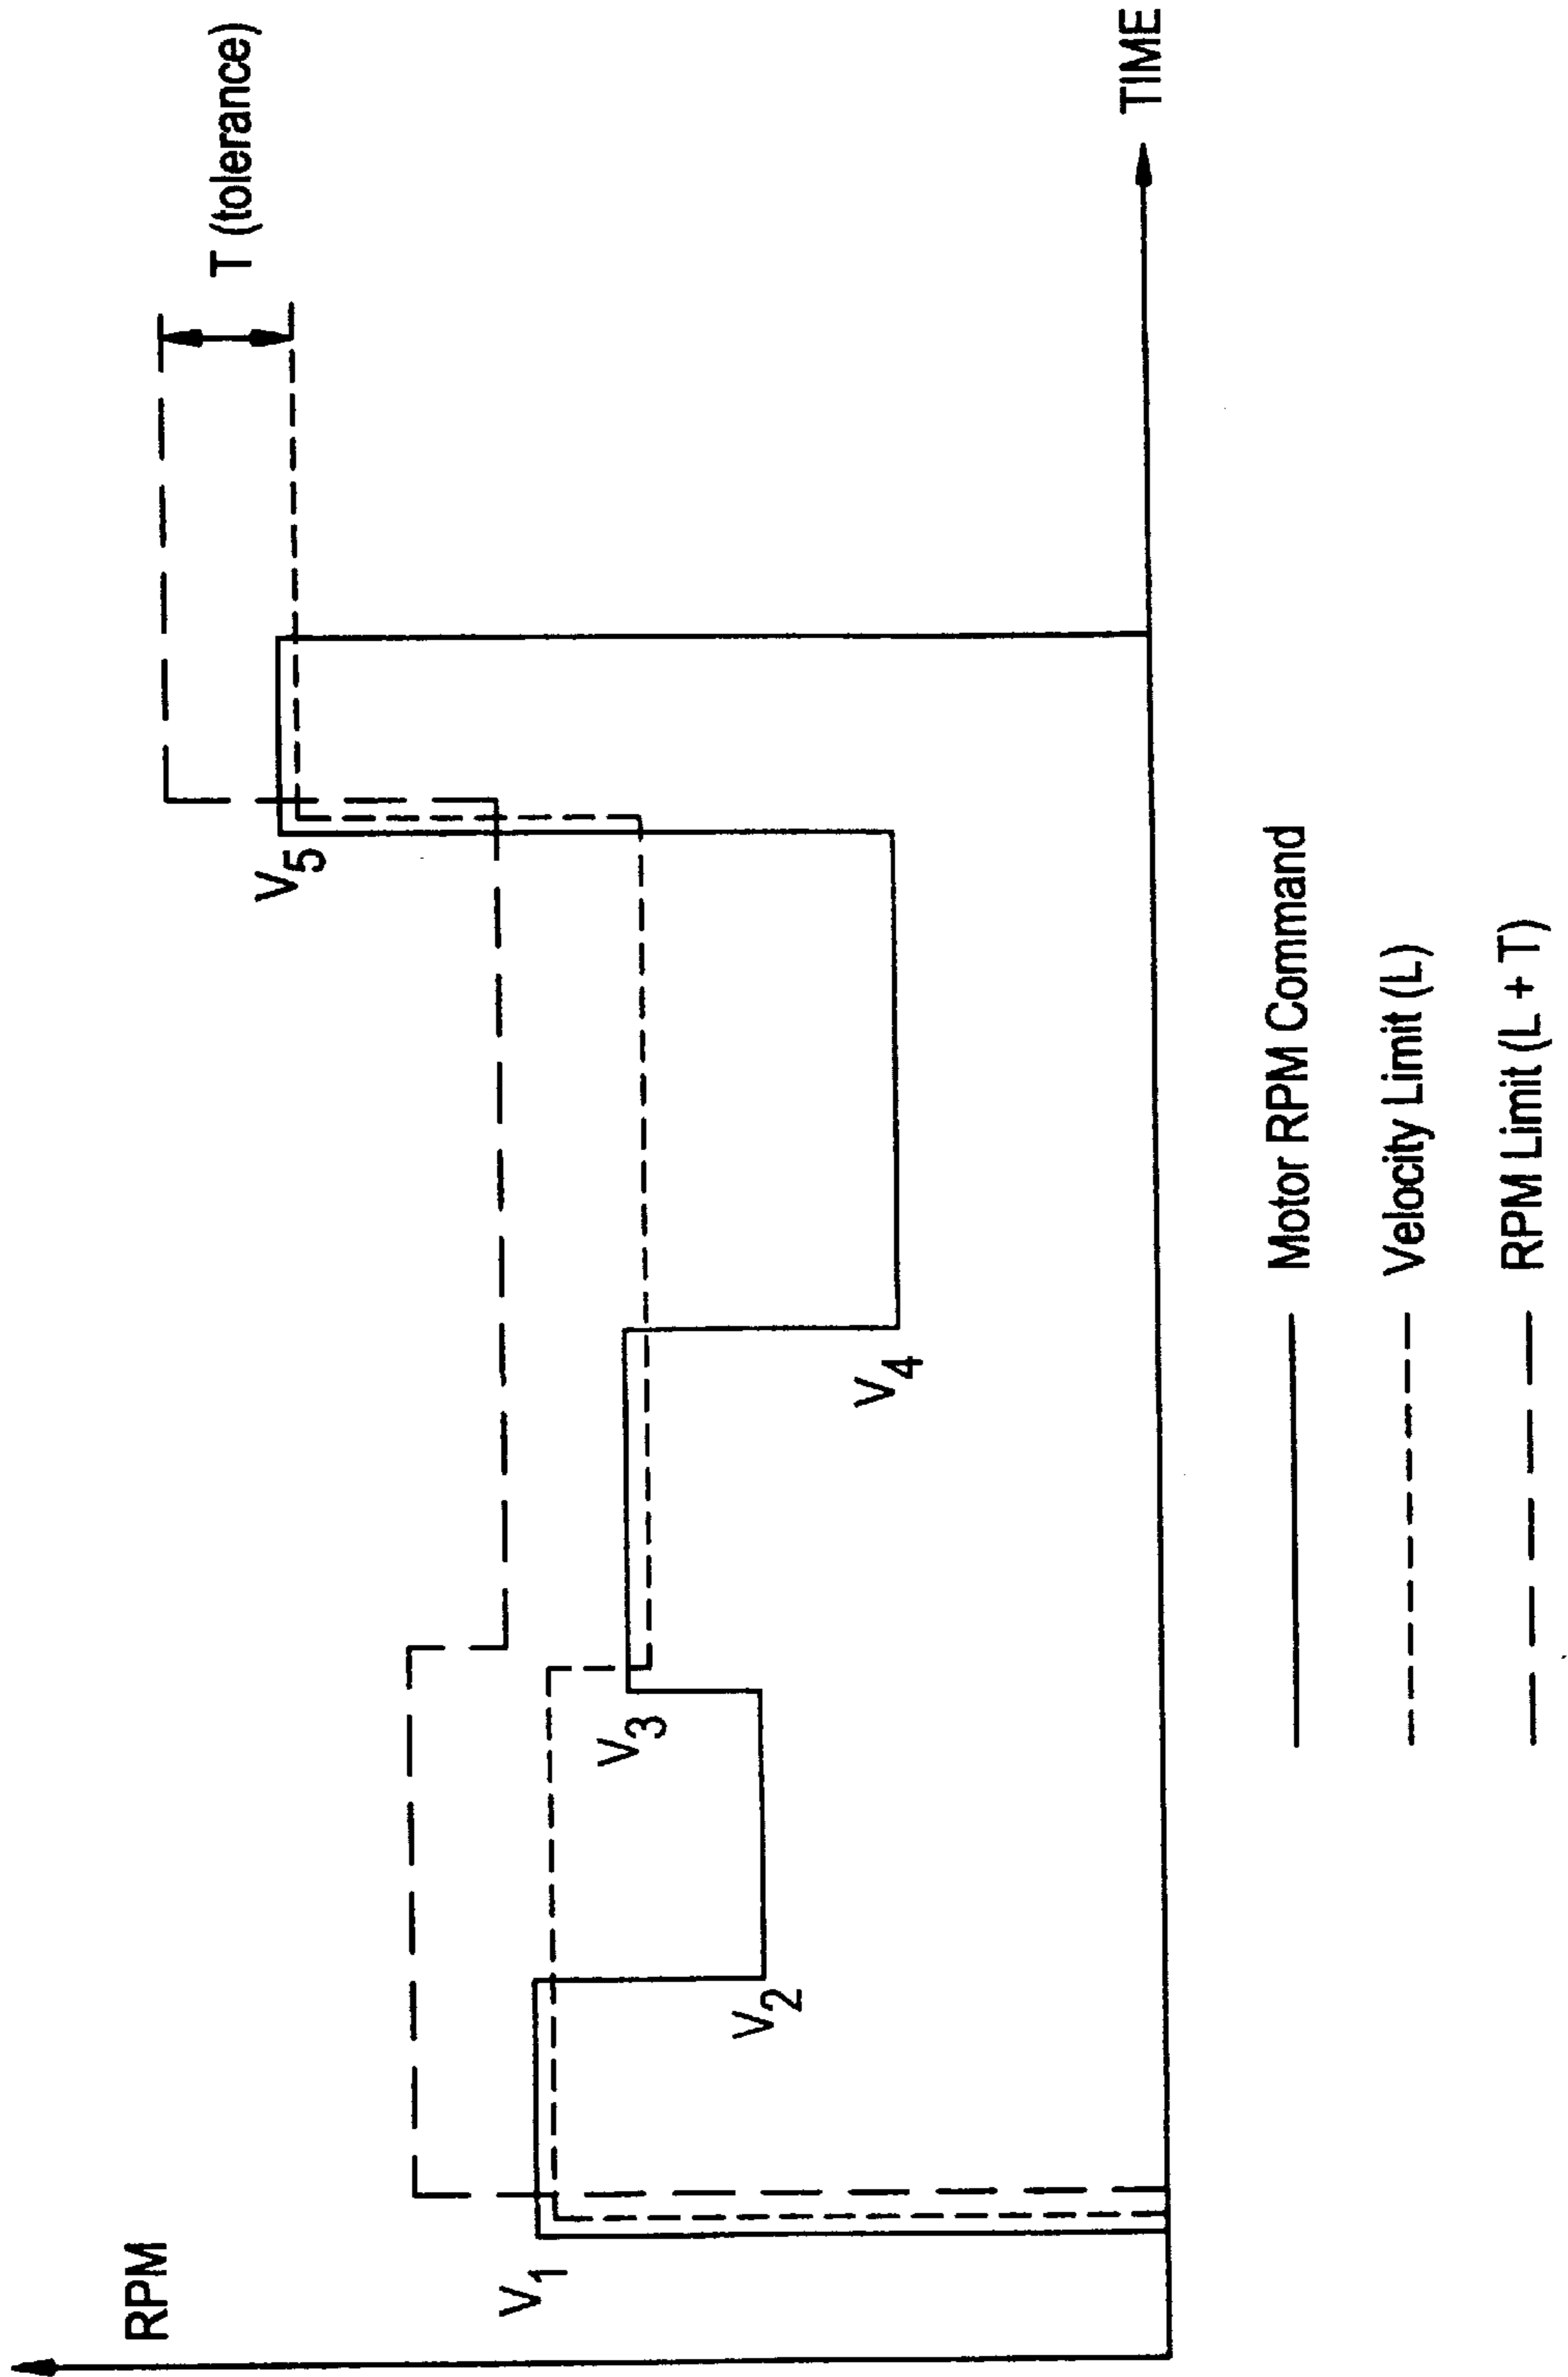 RPM
T (tolerance)
V5
V1
V3
V2
V4
TIME
Motor RPM Command
Velocity Limit (L)
RPM Limit (L + T)